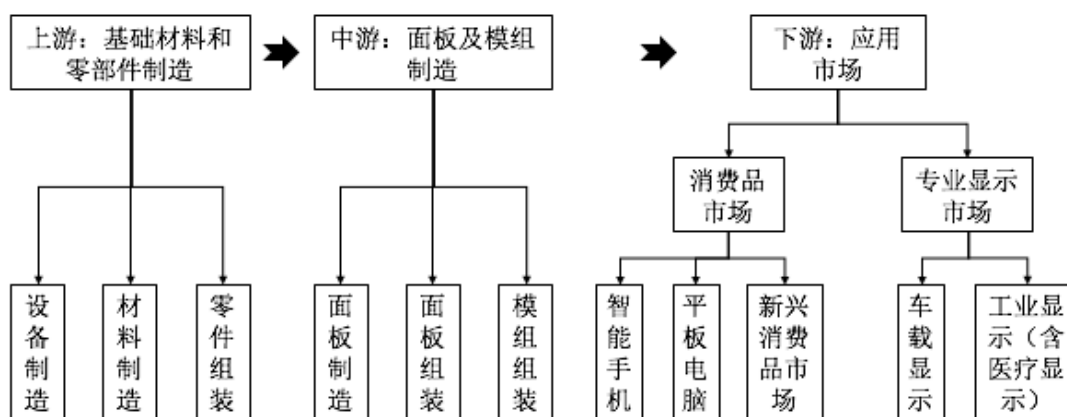 上游：基础材料和
零部件制造
中游：面板及模组
制造
下游：应用
市场
消费品
市场
专业显示
市场
设备制造
材料制造
零件组装
面板制造
面板组装
模组组装
智能手机
平板电脑
新兴
消费
品市
场
车载显示
工业显
示（含
医疗显
示）